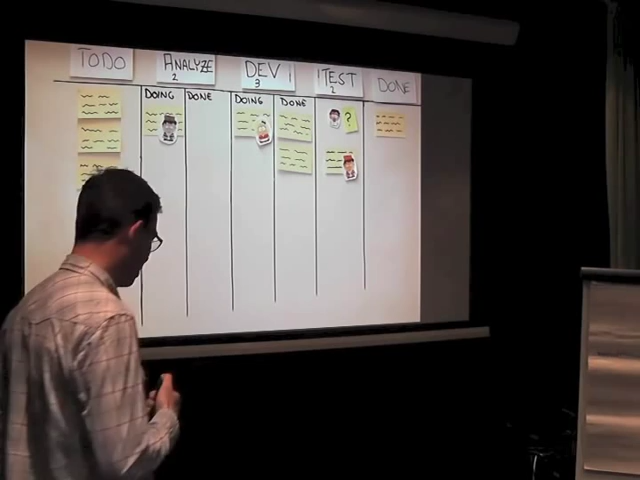 TODO
ANALYZE
2
DEV
3
TEST
2
DONE
DOING
DONE
DOING
DONE
?